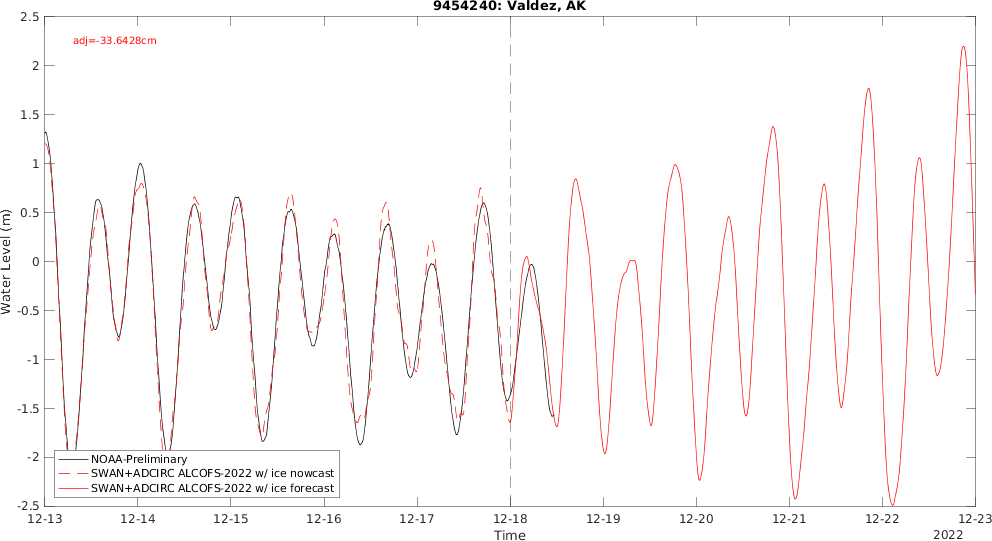 9454240: Valdez, AK
adj=-33.6428cm
2.5
2
1.5
1
0.5
0
-0.5
-1
-1.5
-2
-2.5
Water Level (m)
NOAA-Preliminary
SWAN+ADCIRC ALCOFS-2022 w/ ice nowcast
SWAN+ADCIRC ALCOFS-2022 w/ ice forecast
12-13 12-14 12-15 12-16 12-17 12-18 12-19 12-20 12-21 12-22 12-23
Time
2022